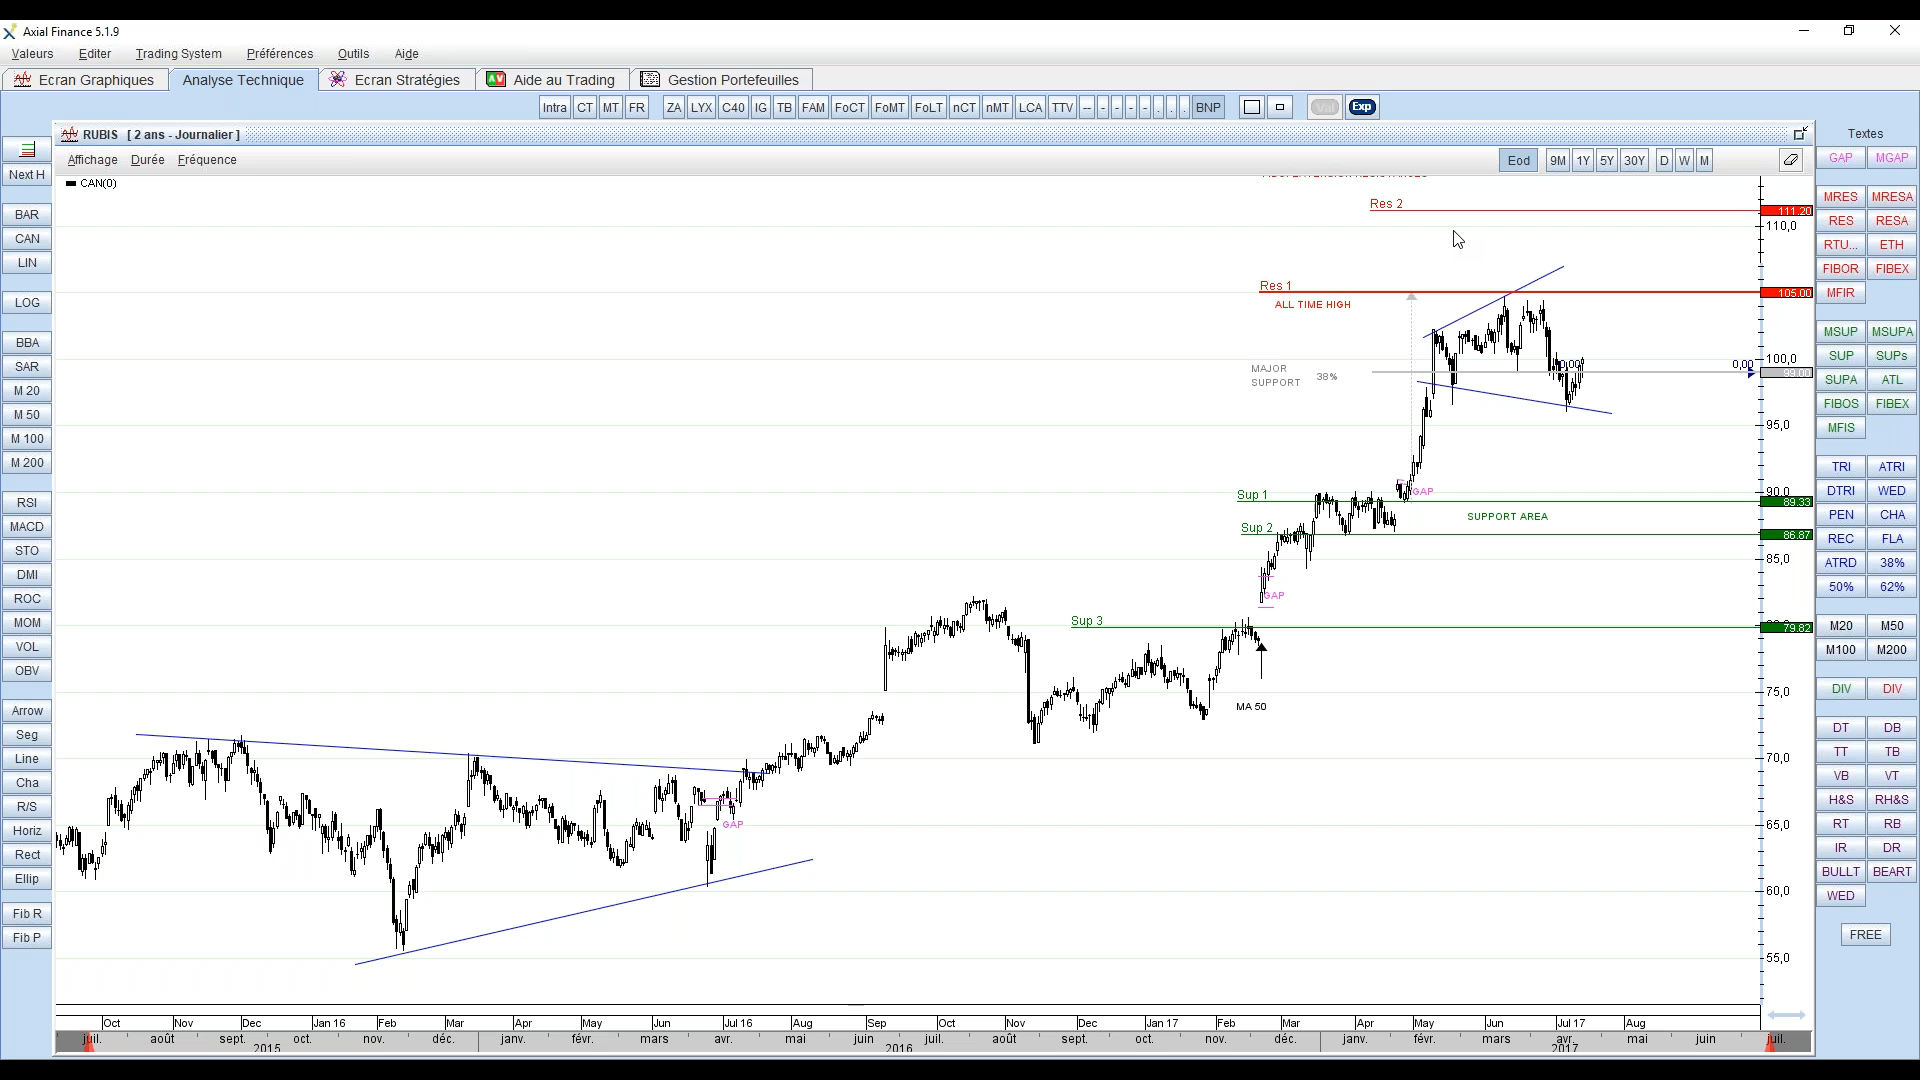 Axial Finance 5.1.9
Valeurs Editer Trading System Préférences Outils Aide
Ecran Graphiques Analyse Technique Ecran Stratégies Aide au Trading Gestion Portefeuilles
Intra CT MT FR ZA LYX C40 IG TB FAM FoCT FoMT FoLT nCT nMT LCA TTV -- - - - - . . . BNP Val Exp
RUBIS [ 2 ans - Journalier ]
Affichage Durée Fréquence Eod 9M 1Y 5Y 30Y D W M
CAN(0)
Next H
BAR
CAN
LIN
LOG
BBA
SAR
M 20
M 50
M 100
M 200
RSI
MACD
STO
DMI
ROC
MOM
VOL
OBV
Arrow
Seg
Line
Cha
R/S
Horiz
Rect
Ellip
Fib R
Fib P
Res 2
Res 1
ALL TIME HIGH
MAJOR
SUPPORT 38%
0,00
0,00
Sup 1
GAP
SUPPORT AREA
Sup 2
GAP
Sup 3
MA 50
GAP
111.20
110,0
105.00
100,0
99.00
95,0
90,0
89.33
86.87
85,0
79.82
75,0
70,0
65,0
60,0
55,0
Oct Nov Dec Jan 16 Feb Mar Apr May Jun Jul 16 Aug Sep Oct Nov Dec Jan 17 Feb Mar Apr May Jun Jul 17 Aug
juil. août sept. oct. nov. déc. janv. févr. mars avr. mai juin juil. août sept. oct. nov. déc. janv. févr. mars avr. mai juin juil.
2015 2016 2017
Textes
GAP MGAP
MRES MRESA
RES RESA
RTU... ETH
FIBOR FIBEX
MFIR
MSUP MSUPA
SUP SUPs
SUPA ATL
FIBOS FIBEX
MFIS
TRI ATRI
DTRI WED
PEN CHA
REC FLA
ATRD 38%
50% 62%
M20 M50
M100 M200
DIV DIV
DT DB
TT TB
VB VT
H&S RH&S
RT RB
IR DR
BULLT BEART
WED
FREE